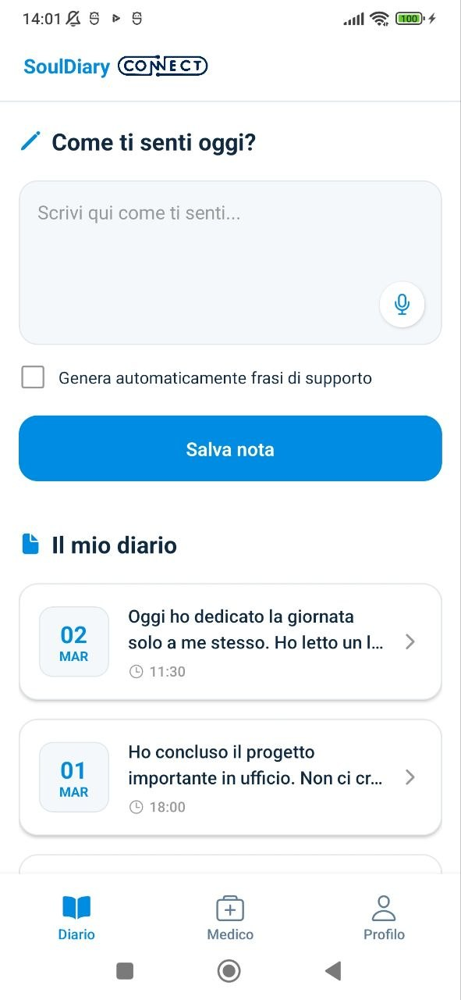 14:01
100
SoulDiary CONNECT
Come ti senti oggi?
Scrivi qui come ti senti...
Genera automaticamente frasi di supporto
Salva nota
Il mio diario
02
MAR
Oggi ho dedicato la giornata
solo a me stesso. Ho letto un l...
11:30
01
MAR
Ho concluso il progetto
importante in ufficio. Non ci cr...
18:00
Diario
Medico
Profilo